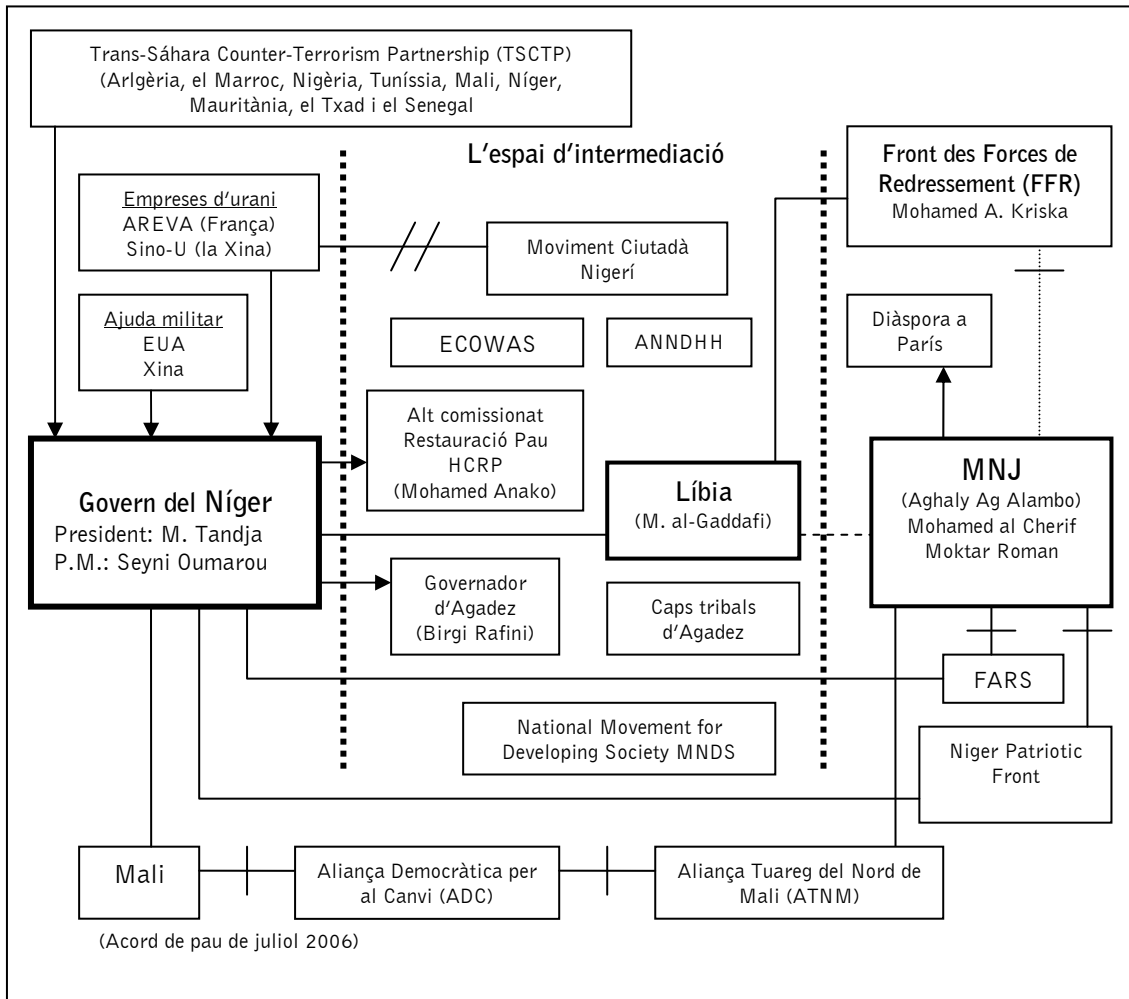 Trans-Sáhara Counter-Terrorism Partnership (TSCTP)
(Arlgèria, el Marroc, Nigèria, Tuníssia, Mali, Níger,
Mauritània, el Txad i el Senegal
L'espai d'intermediació
Front des Forces de
Redressement (FFR)
Mohamed A. Kriska
Empreses d'urani
AREVA (França)
Sino-U (la Xina)
Moviment Ciutadà
Nigerí
Ajuda militar
EUA
Xina
ECOWAS
ANNDHH
Diàspora a
París
Alt comissionat
Restauració Pau
HCRP
(Mohamed Anako)
Govern del Níger
President: M. Tandja
P.M.: Seyni Oumarou
Líbia
(M. al-Gaddafi)
MNJ
(Aghaly Ag Alambo)
Mohamed al Cherif
Moktar Roman
Governador
d'Agadez
(Birgi Rafini)
Caps tribals
d'Agadez
FARS
National Movement for
Developing Society MNDS
Niger Patriotic
Front
Mali
Aliança Democràtica per
al Canvi (ADC)
Aliança Tuareg del Nord de
Mali (ATNM)
(Acord de pau de juliol 2006)